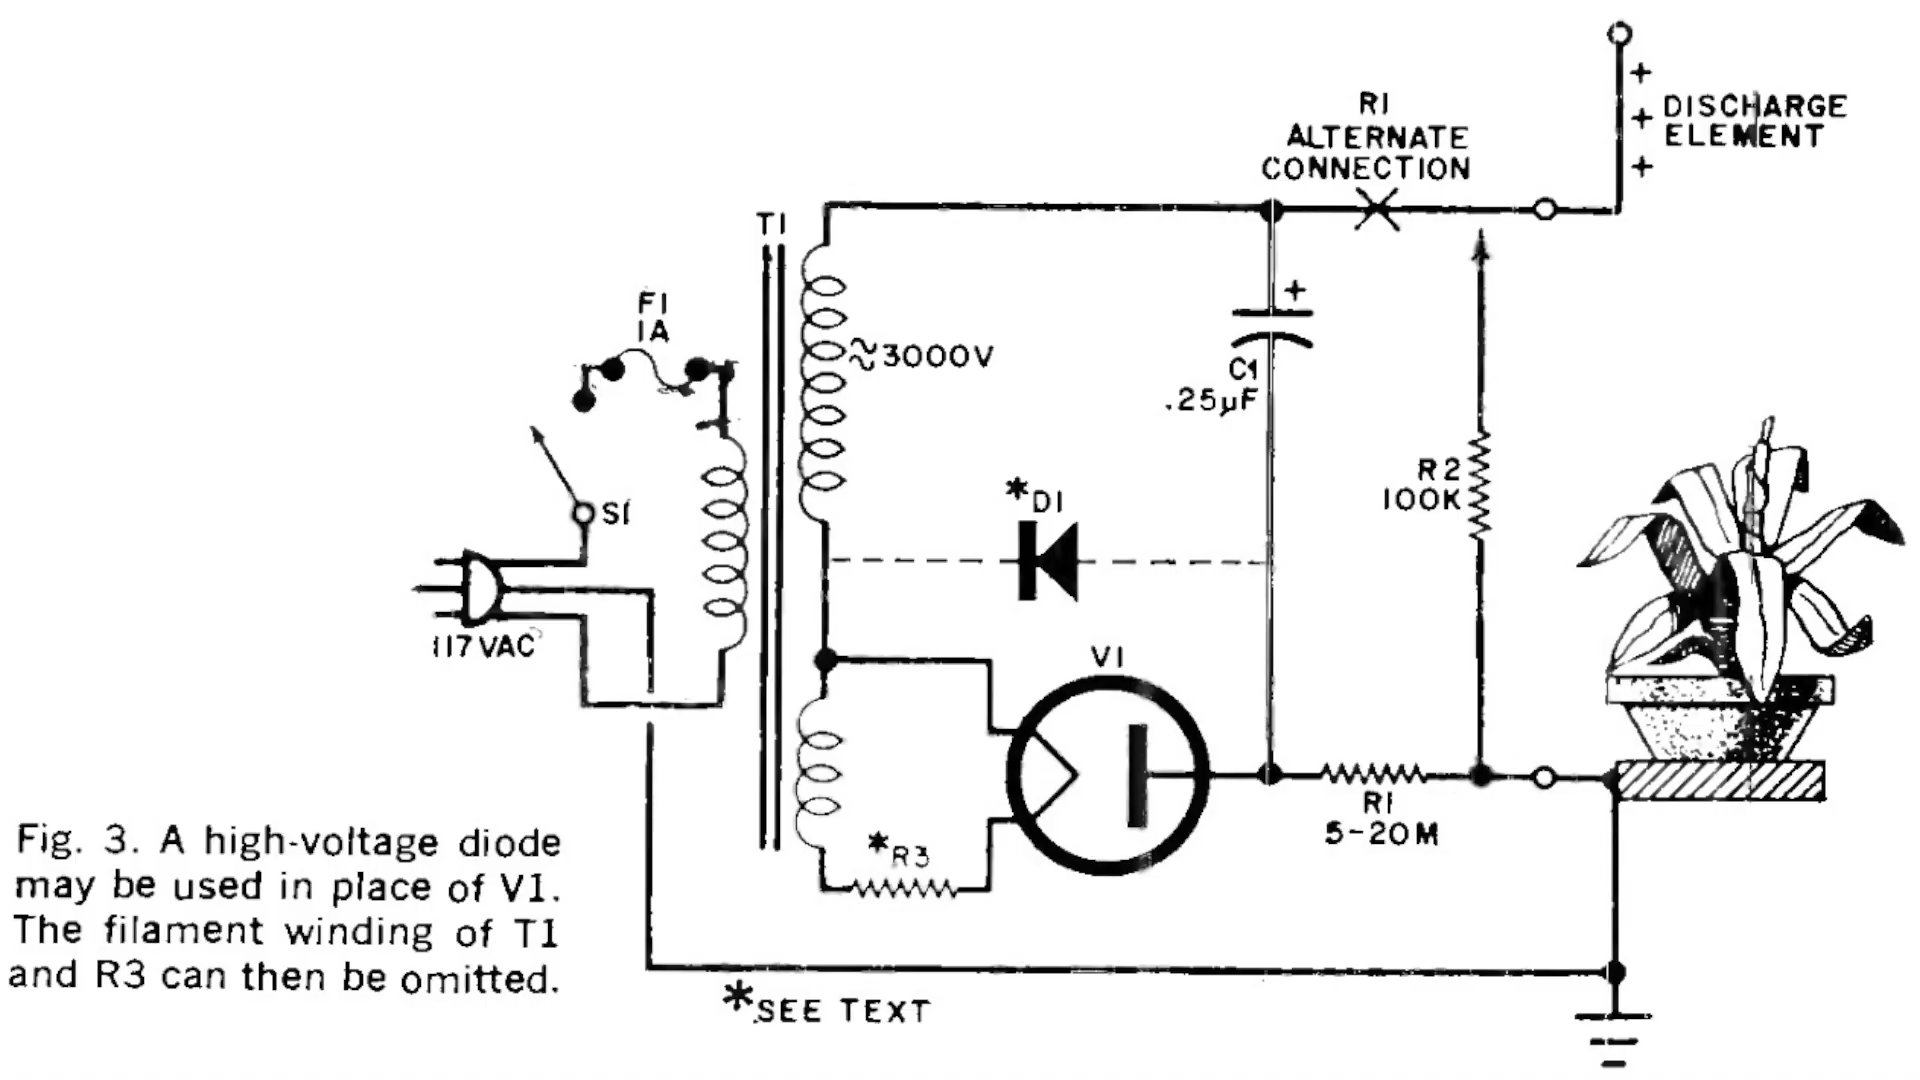 R1
ALTERNATE
CONNECTION
+
+ DISCHARGE
ELEMENT
+
T1
F1
1A
≈3000V
+
C1
.25µF
R2
100K
*D1
S1
117 VAC
V1
R1
5-20M
*R3
Fig. 3. A high-voltage diode
may be used in place of V1.
The filament winding of T1
and R3 can then be omitted.
*SEE TEXT